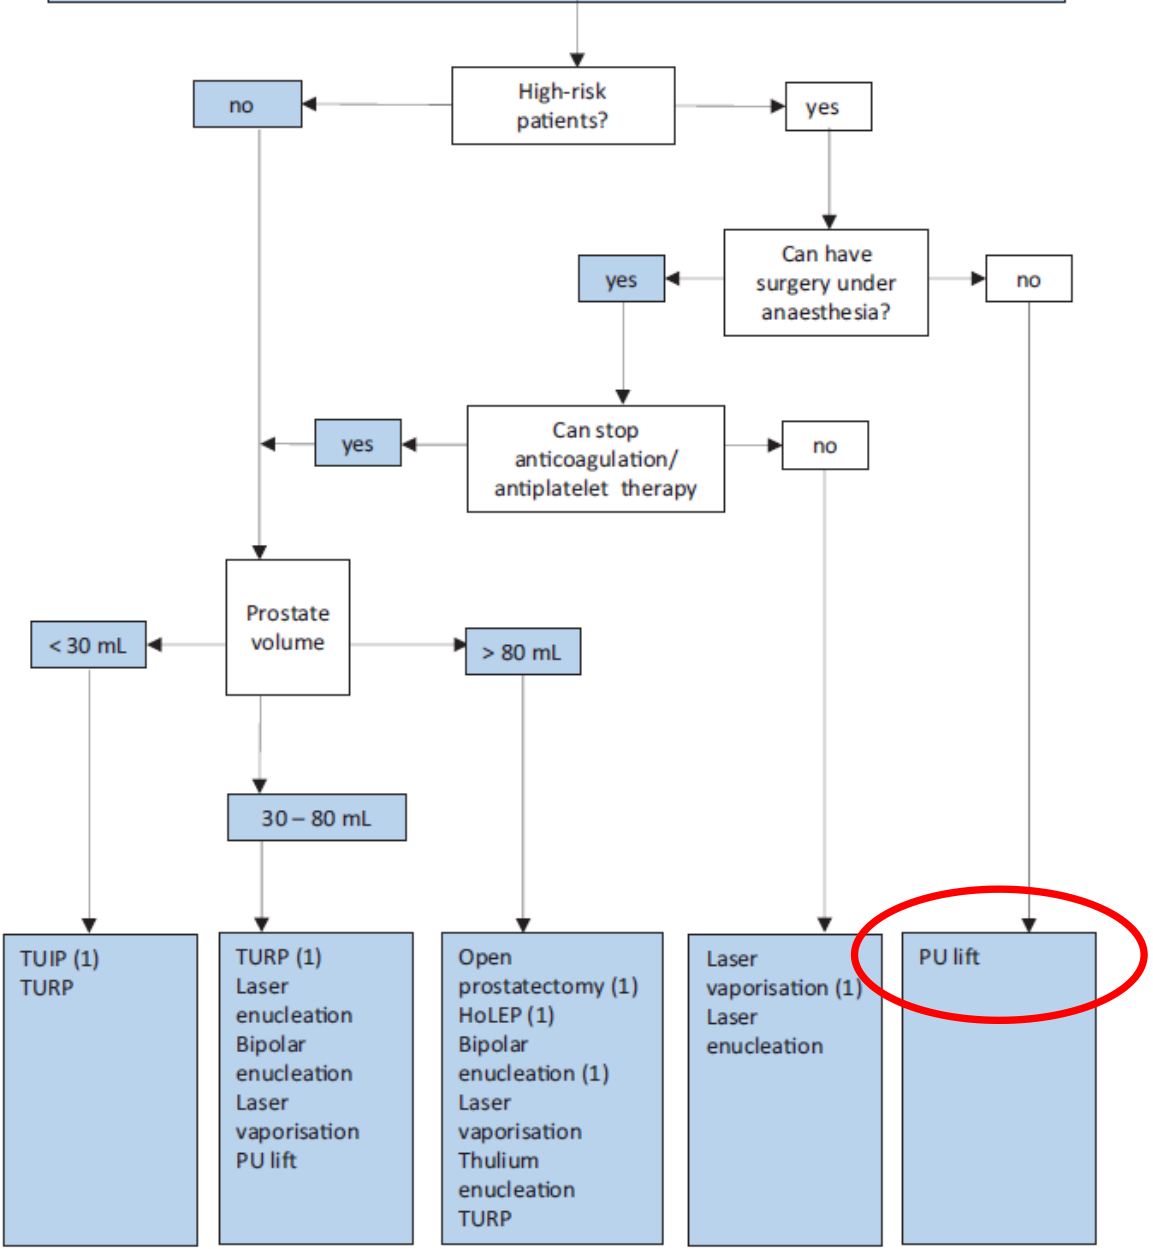 High-risk
patients?
no
yes
Can have
surgery under
anaesthesia?
yes
no
Can stop
anticoagulation/
antiplatelet therapy
yes
no
Prostate
volume
< 30 mL
> 80 mL
30 – 80 mL
TUIP (1)
TURP
TURP (1)
Laser
enucleation
Bipolar
enucleation
Laser
vaporisation
PU lift
Open
prostatectomy (1)
HoLEP (1)
Bipolar
enucleation (1)
Laser
vaporisation
Thulium
enucleation
TURP
Laser
vaporisation (1)
Laser
enucleation
PU lift